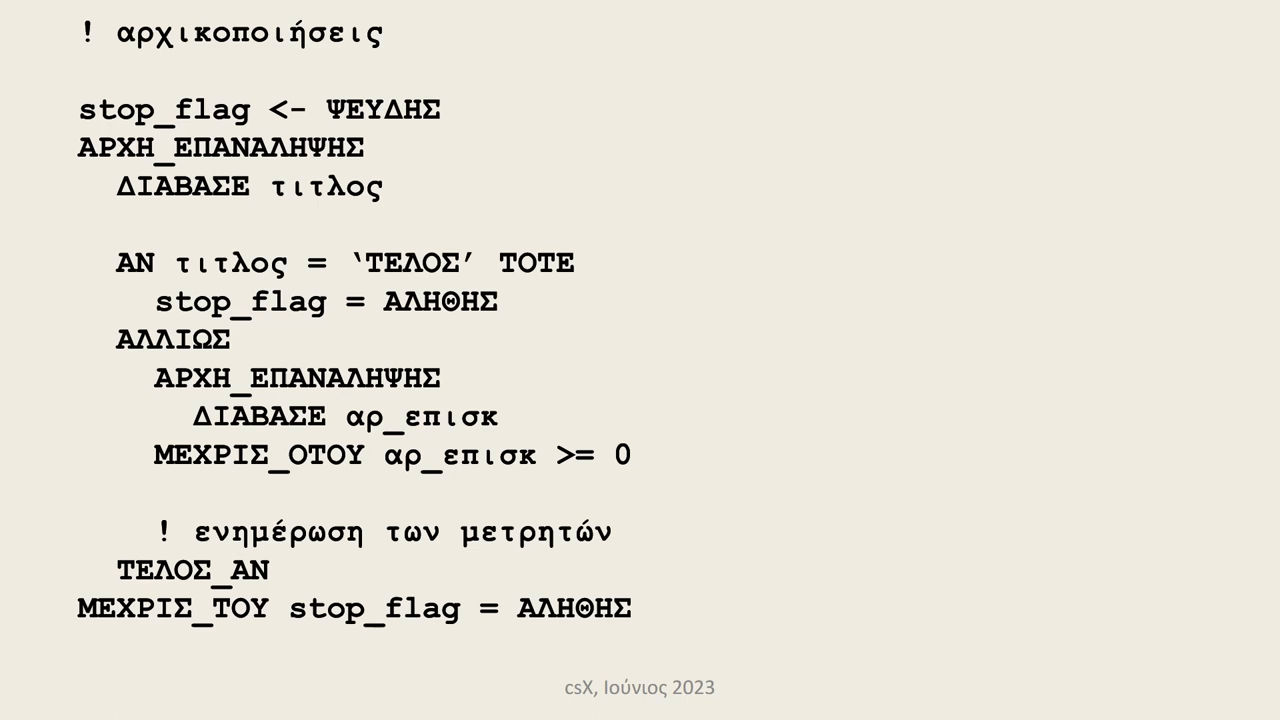 ! αρχικοποιήσεις
stop_flag <- ΨΕΥΔΗΣ
ΑΡΧΗ_ΕΠΑΝΑΛΗΨΗΣ
ΔΙΑΒΑΣΕ τιτλος
ΑΝ τιτλος = ‘ΤΕΛΟΣ’ ΤΟΤΕ
stop_flag = ΑΛΗΘΗΣ
ΑΛΛΙΩΣ
ΑΡΧΗ_ΕΠΑΝΑΛΗΨΗΣ
ΔΙΑΒΑΣΕ αρ_επισκ
ΜΕΧΡΙΣ_ΟΤΟΥ αρ_επισκ >= 0
! ενημέρωση των μετρητών
ΤΕΛΟΣ_ΑΝ
ΜΕΧΡΙΣ_ΤΟΥ stop_flag = ΑΛΗΘΗΣ
csX, Ιούνιος 2023